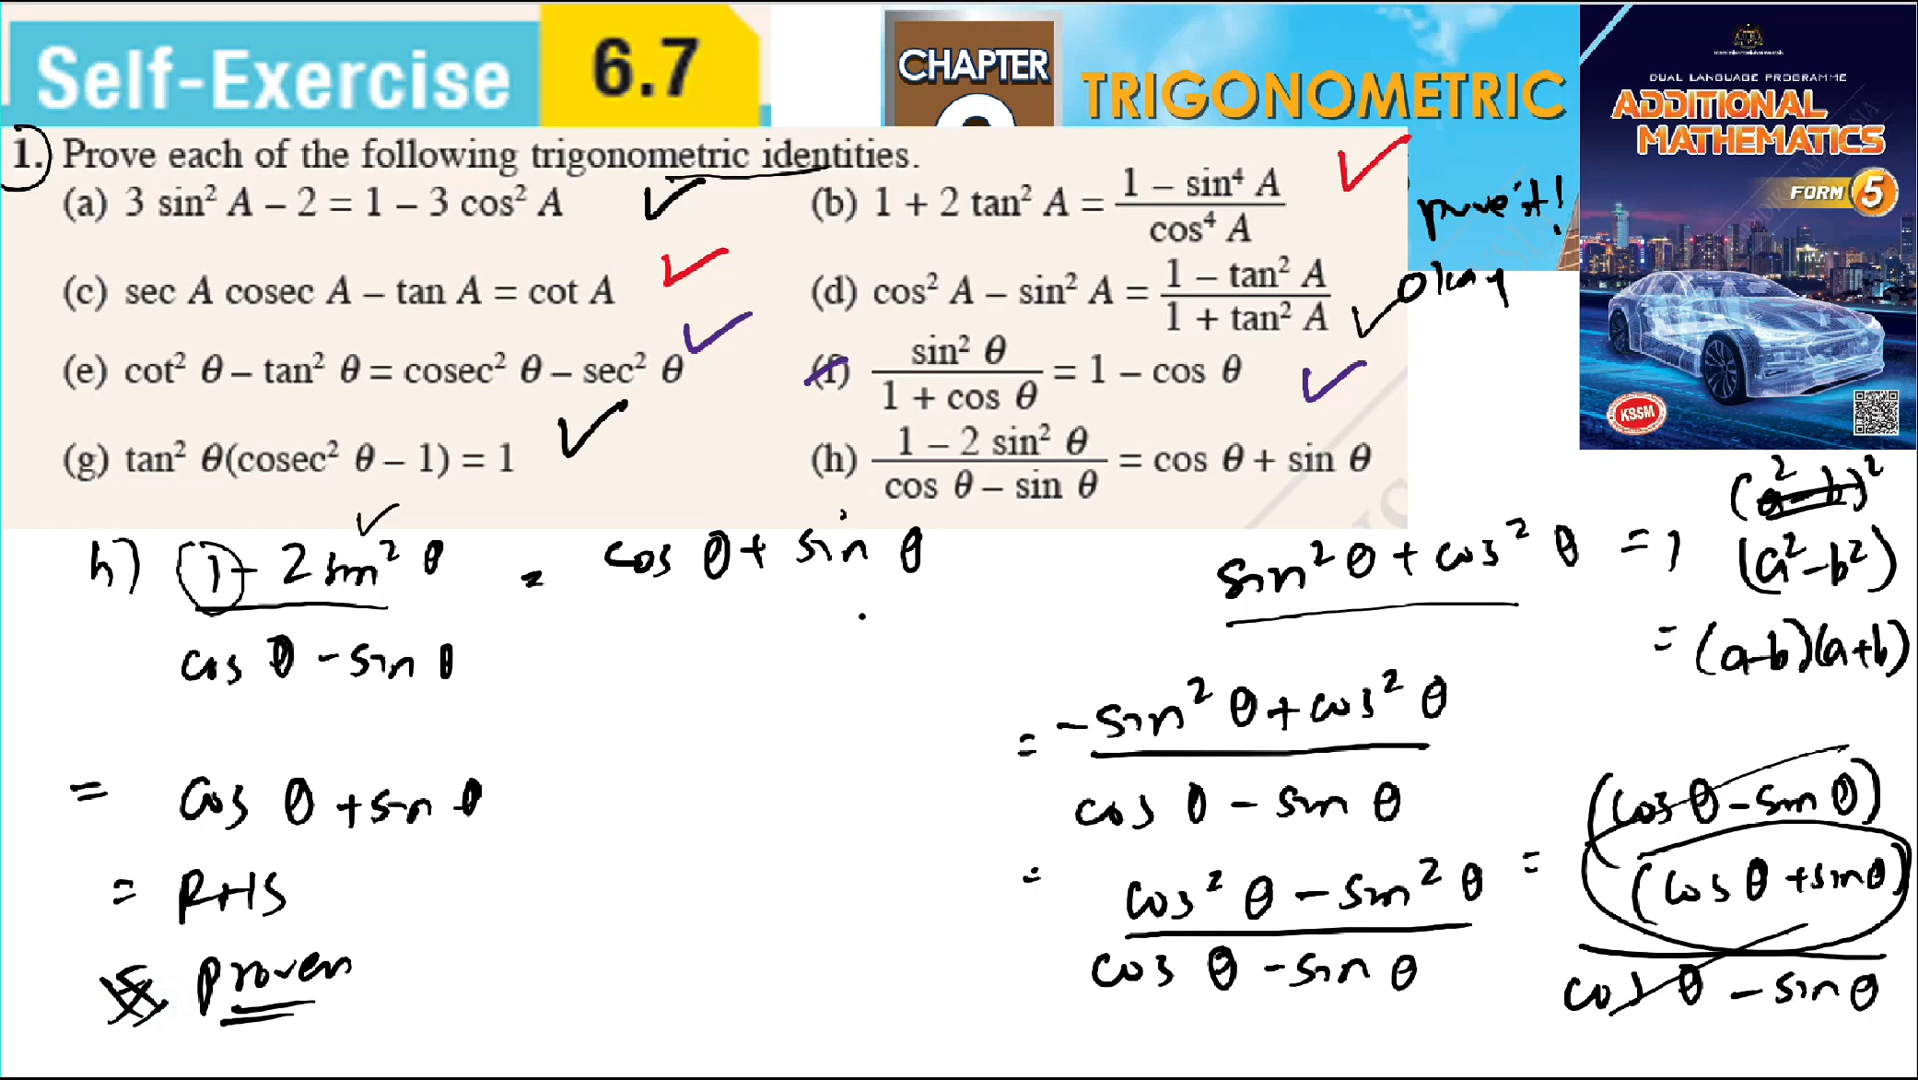 Self-Exercise 6.7
CHAPTER
TRIGONOMETRIC
DUAL LANGUAGE PROGRAMME
ADDITIONAL
MATHEMATICS
FORM 5
KSSM
1. Prove each of the following trigonometric identities.
(a) 3 sin² A – 2 = 1 – 3 cos² A
(b) 1 + 2 tan² A = (1 – sin⁴ A)/(cos⁴ A)
prove it!
(c) sec A cosec A – tan A = cot A
(d) cos² A – sin² A = (1 – tan² A)/(1 + tan² A)
okay
(e) cot² θ – tan² θ = cosec² θ – sec² θ
(f) (sin² θ)/(1 + cos θ) = 1 – cos θ
(g) tan² θ(cosec² θ – 1) = 1
(h) (1 – 2 sin² θ)/(cos θ – sin θ) = cos θ + sin θ
h) 1 - 2 sin² θ
cos θ - sin θ
= cos θ + sin θ
= cos θ + sin θ
= RHS
Proven
sin² θ + cos² θ = 1
(a² - b²)
= (a-b)(a+b)
= - sin² θ + cos² θ
cos θ - sin θ
= cos² θ - sin² θ
cos θ - sin θ
= (cos θ - sin θ)
(cos θ + sin θ)
cos θ - sin θ